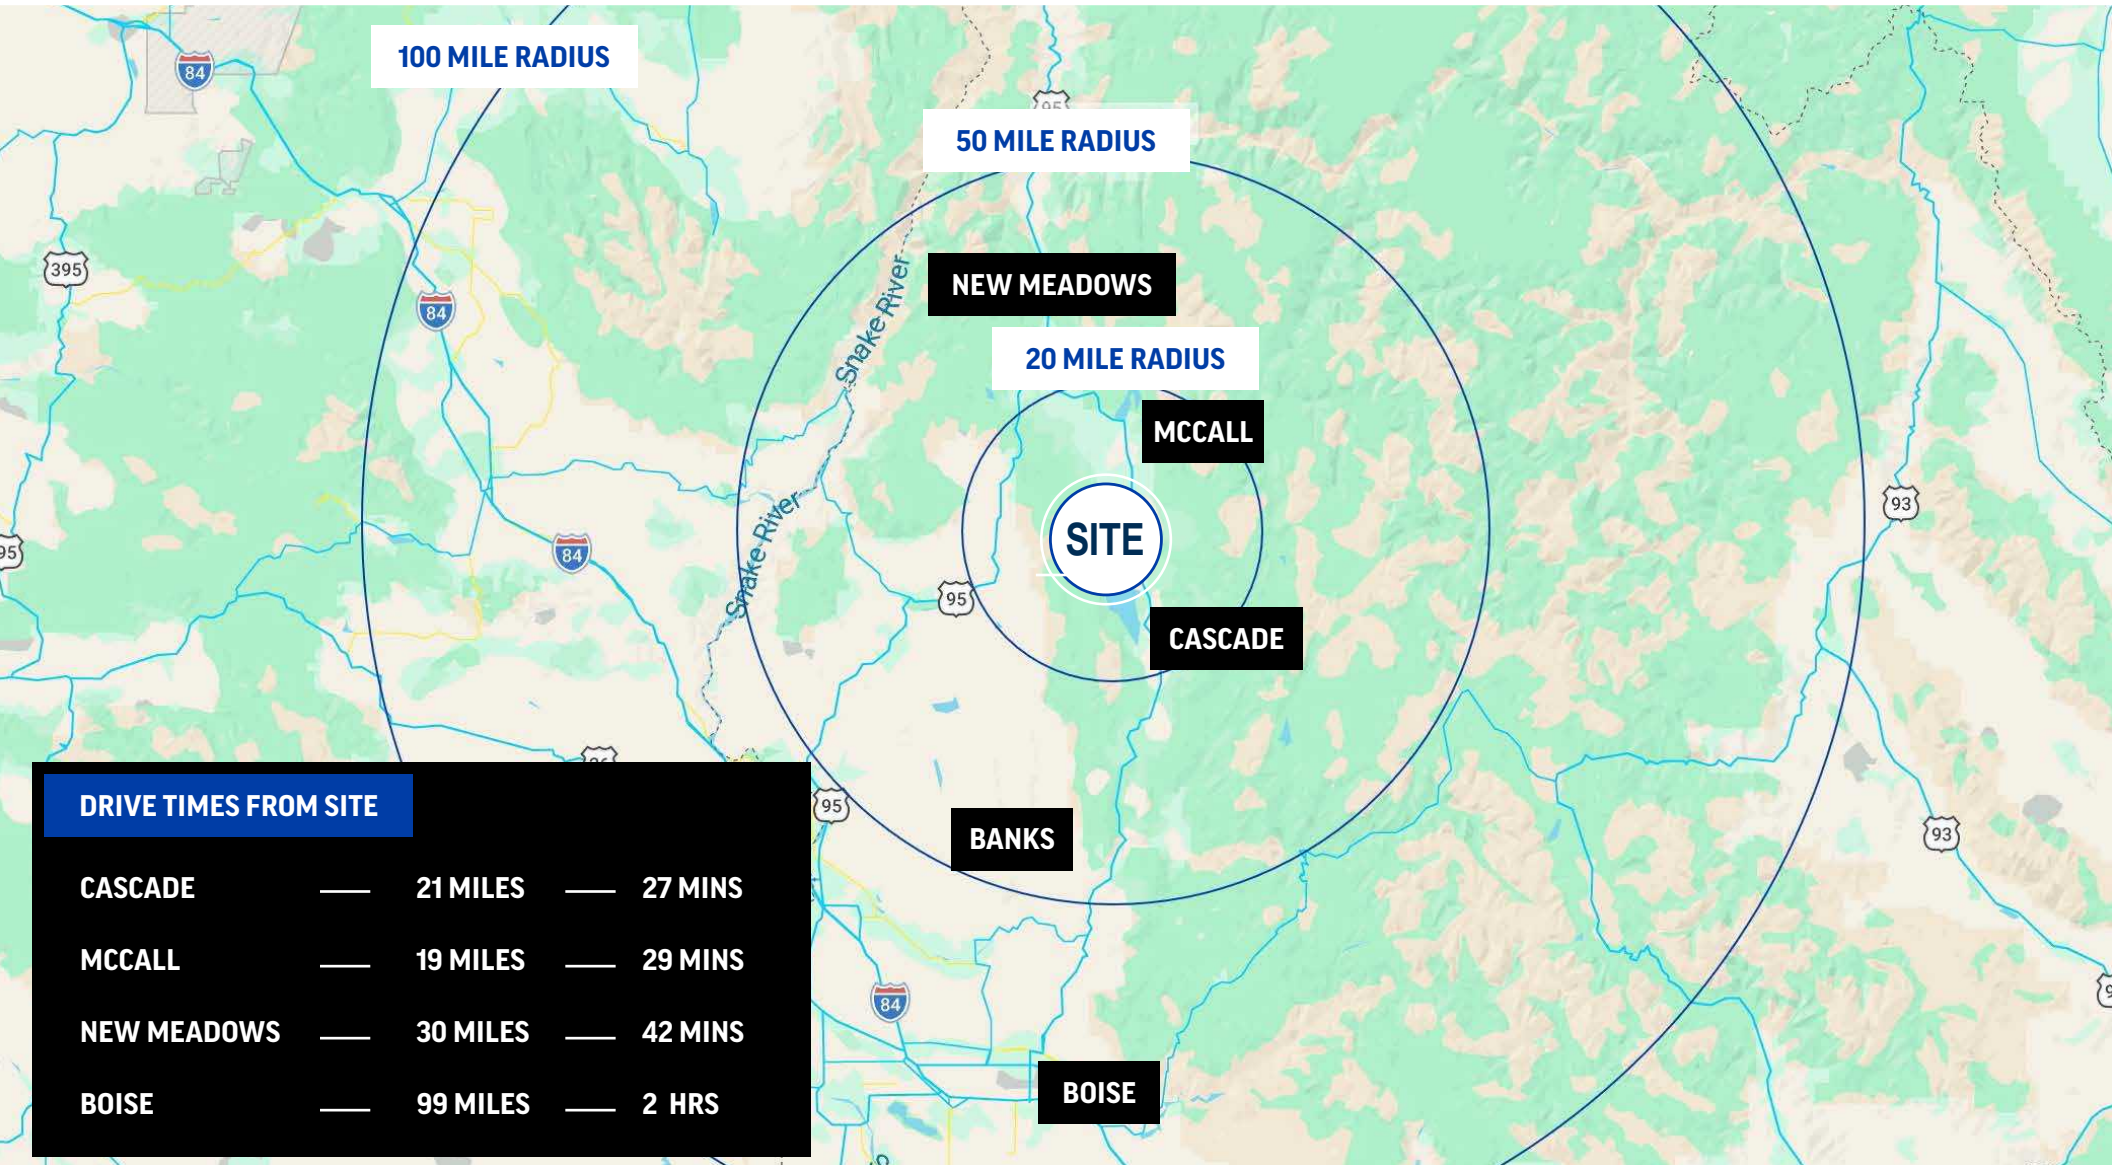 100 MILE RADIUS
84
95
50 MILE RADIUS
395
NEW MEADOWS
Snake River
84
20 MILE RADIUS
MCCALL
93
Snake River
SITE
84
95
95
CASCADE
95
BANKS
93
DRIVE TIMES FROM SITE
CASCADE — 21 MILES — 27 MINS
MCCALL — 19 MILES — 29 MINS
NEW MEADOWS — 30 MILES — 42 MINS
BOISE — 99 MILES — 2 HRS
84
BOISE